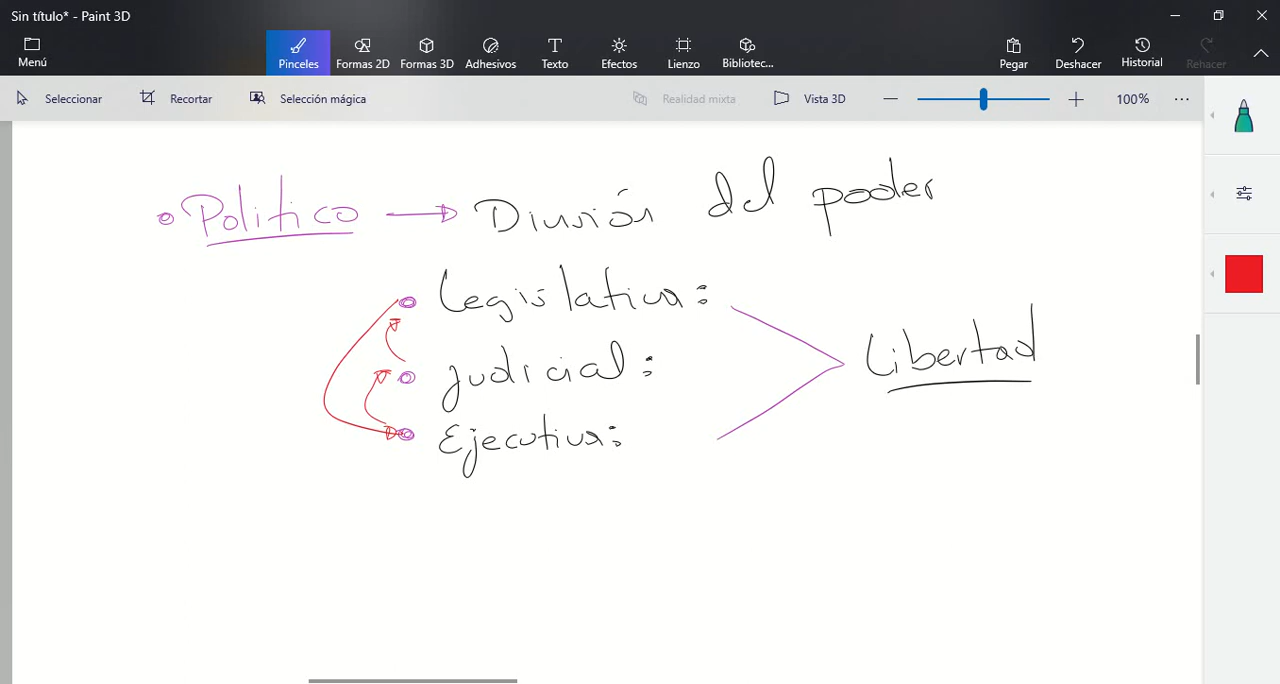 Sin título* - Paint 3D
Menú
Pinceles
Formas 2D
Formas 3D
Adhesivos
Texto
Efectos
Lienzo
Bibliotec...
Pegar
Deshacer
Historial
Rehacer
Seleccionar
Recortar
Selección mágica
Realidad mixta
Vista 3D
100%
Politico → División del poder
Legislativa:
Judicial:
Ejecutiva:
Libertad